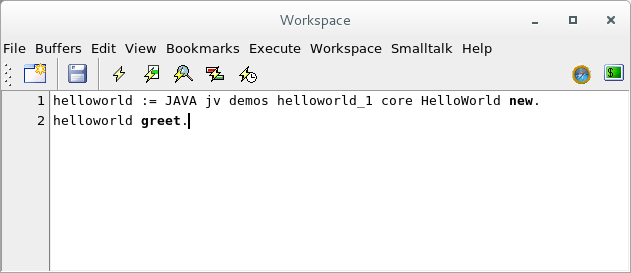 Workspace
File Buffers Edit View Bookmarks Execute Workspace Smalltalk Help
1 helloworld := JAVA jv demos helloworld_1 core HelloWorld new.
2 helloworld greet.